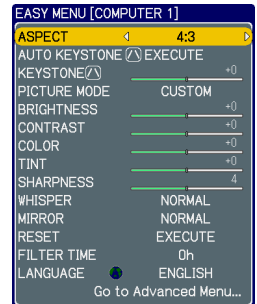 EASY MENU [COMPUTER 1]
ASPECT 4:3
AUTO KEYSTONE EXECUTE
KEYSTONE +0
PICTURE MODE CUSTOM
BRIGHTNESS +0
CONTRAST +0
COLOR +0
TINT +0
SHARPNESS 4
WHISPER NORMAL
MIRROR NORMAL
RESET EXECUTE
FILTER TIME 0h
LANGUAGE ENGLISH
Go to Advanced Menu...